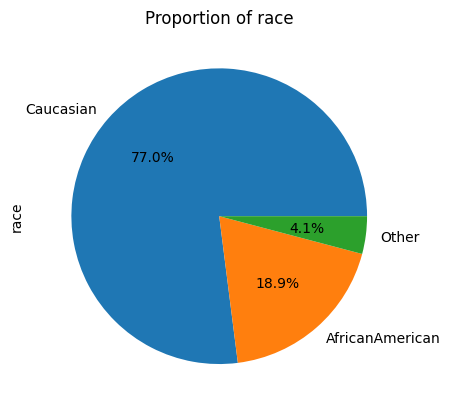 Proportion of race
Caucasian
77.0%
race
4.1%
Other
18.9%
AfricanAmerican